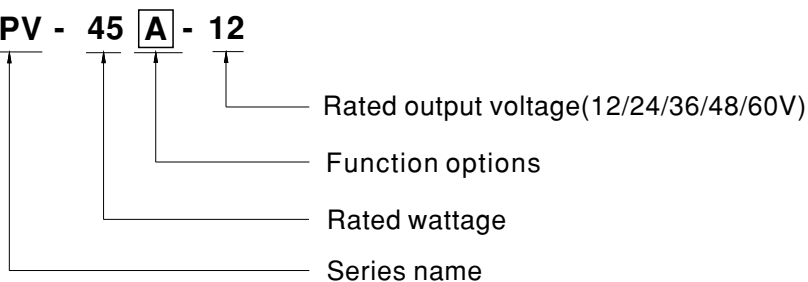 PV - 45 A - 12
Rated output voltage(12/24/36/48/60V)
Function options
Rated wattage
Series name